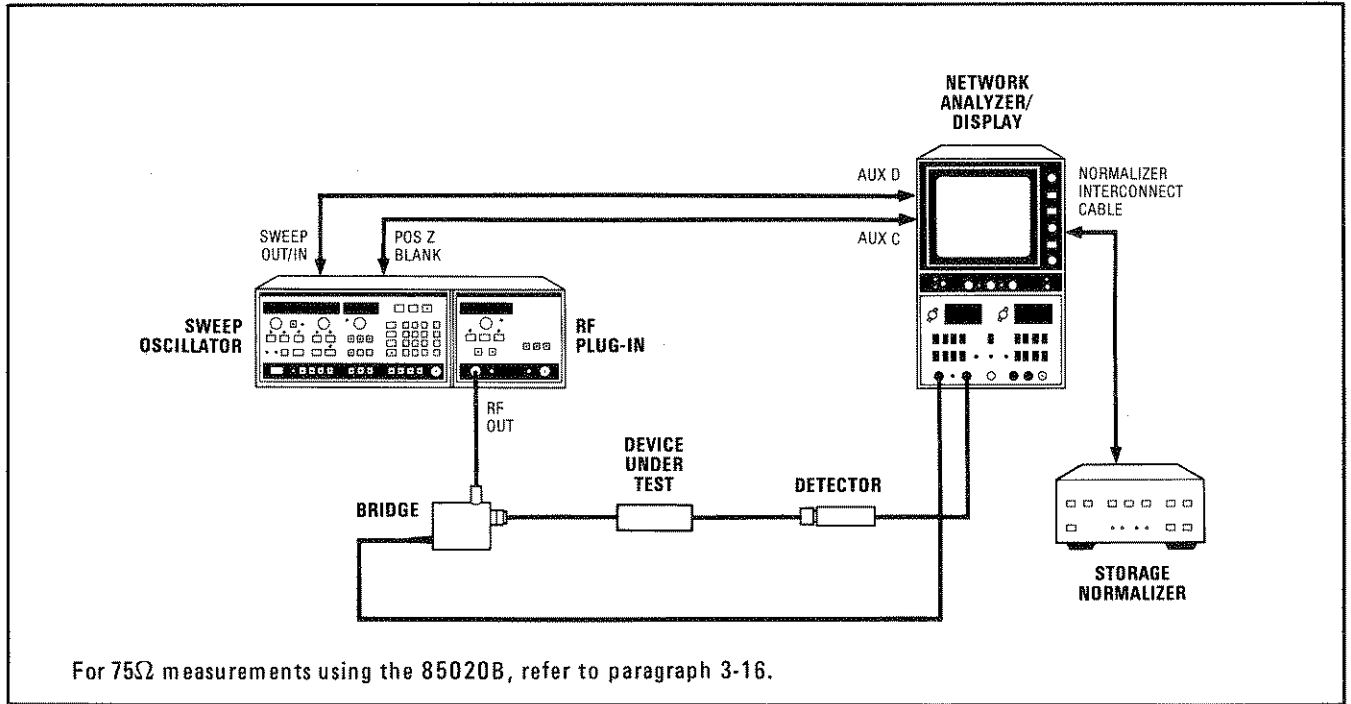 NETWORK
ANALYZER/
DISPLAY
AUX D
AUX C
NORMALIZER
INTERCONNECT
CABLE
SWEEP
OUT/IN
POS Z
BLANK
SWEEP
OSCILLATOR
RF
PLUG-IN
RF
OUT
DEVICE
UNDER
TEST
DETECTOR
BRIDGE
STORAGE
NORMALIZER
For 75Ω measurements using the 85020B, refer to paragraph 3-16.